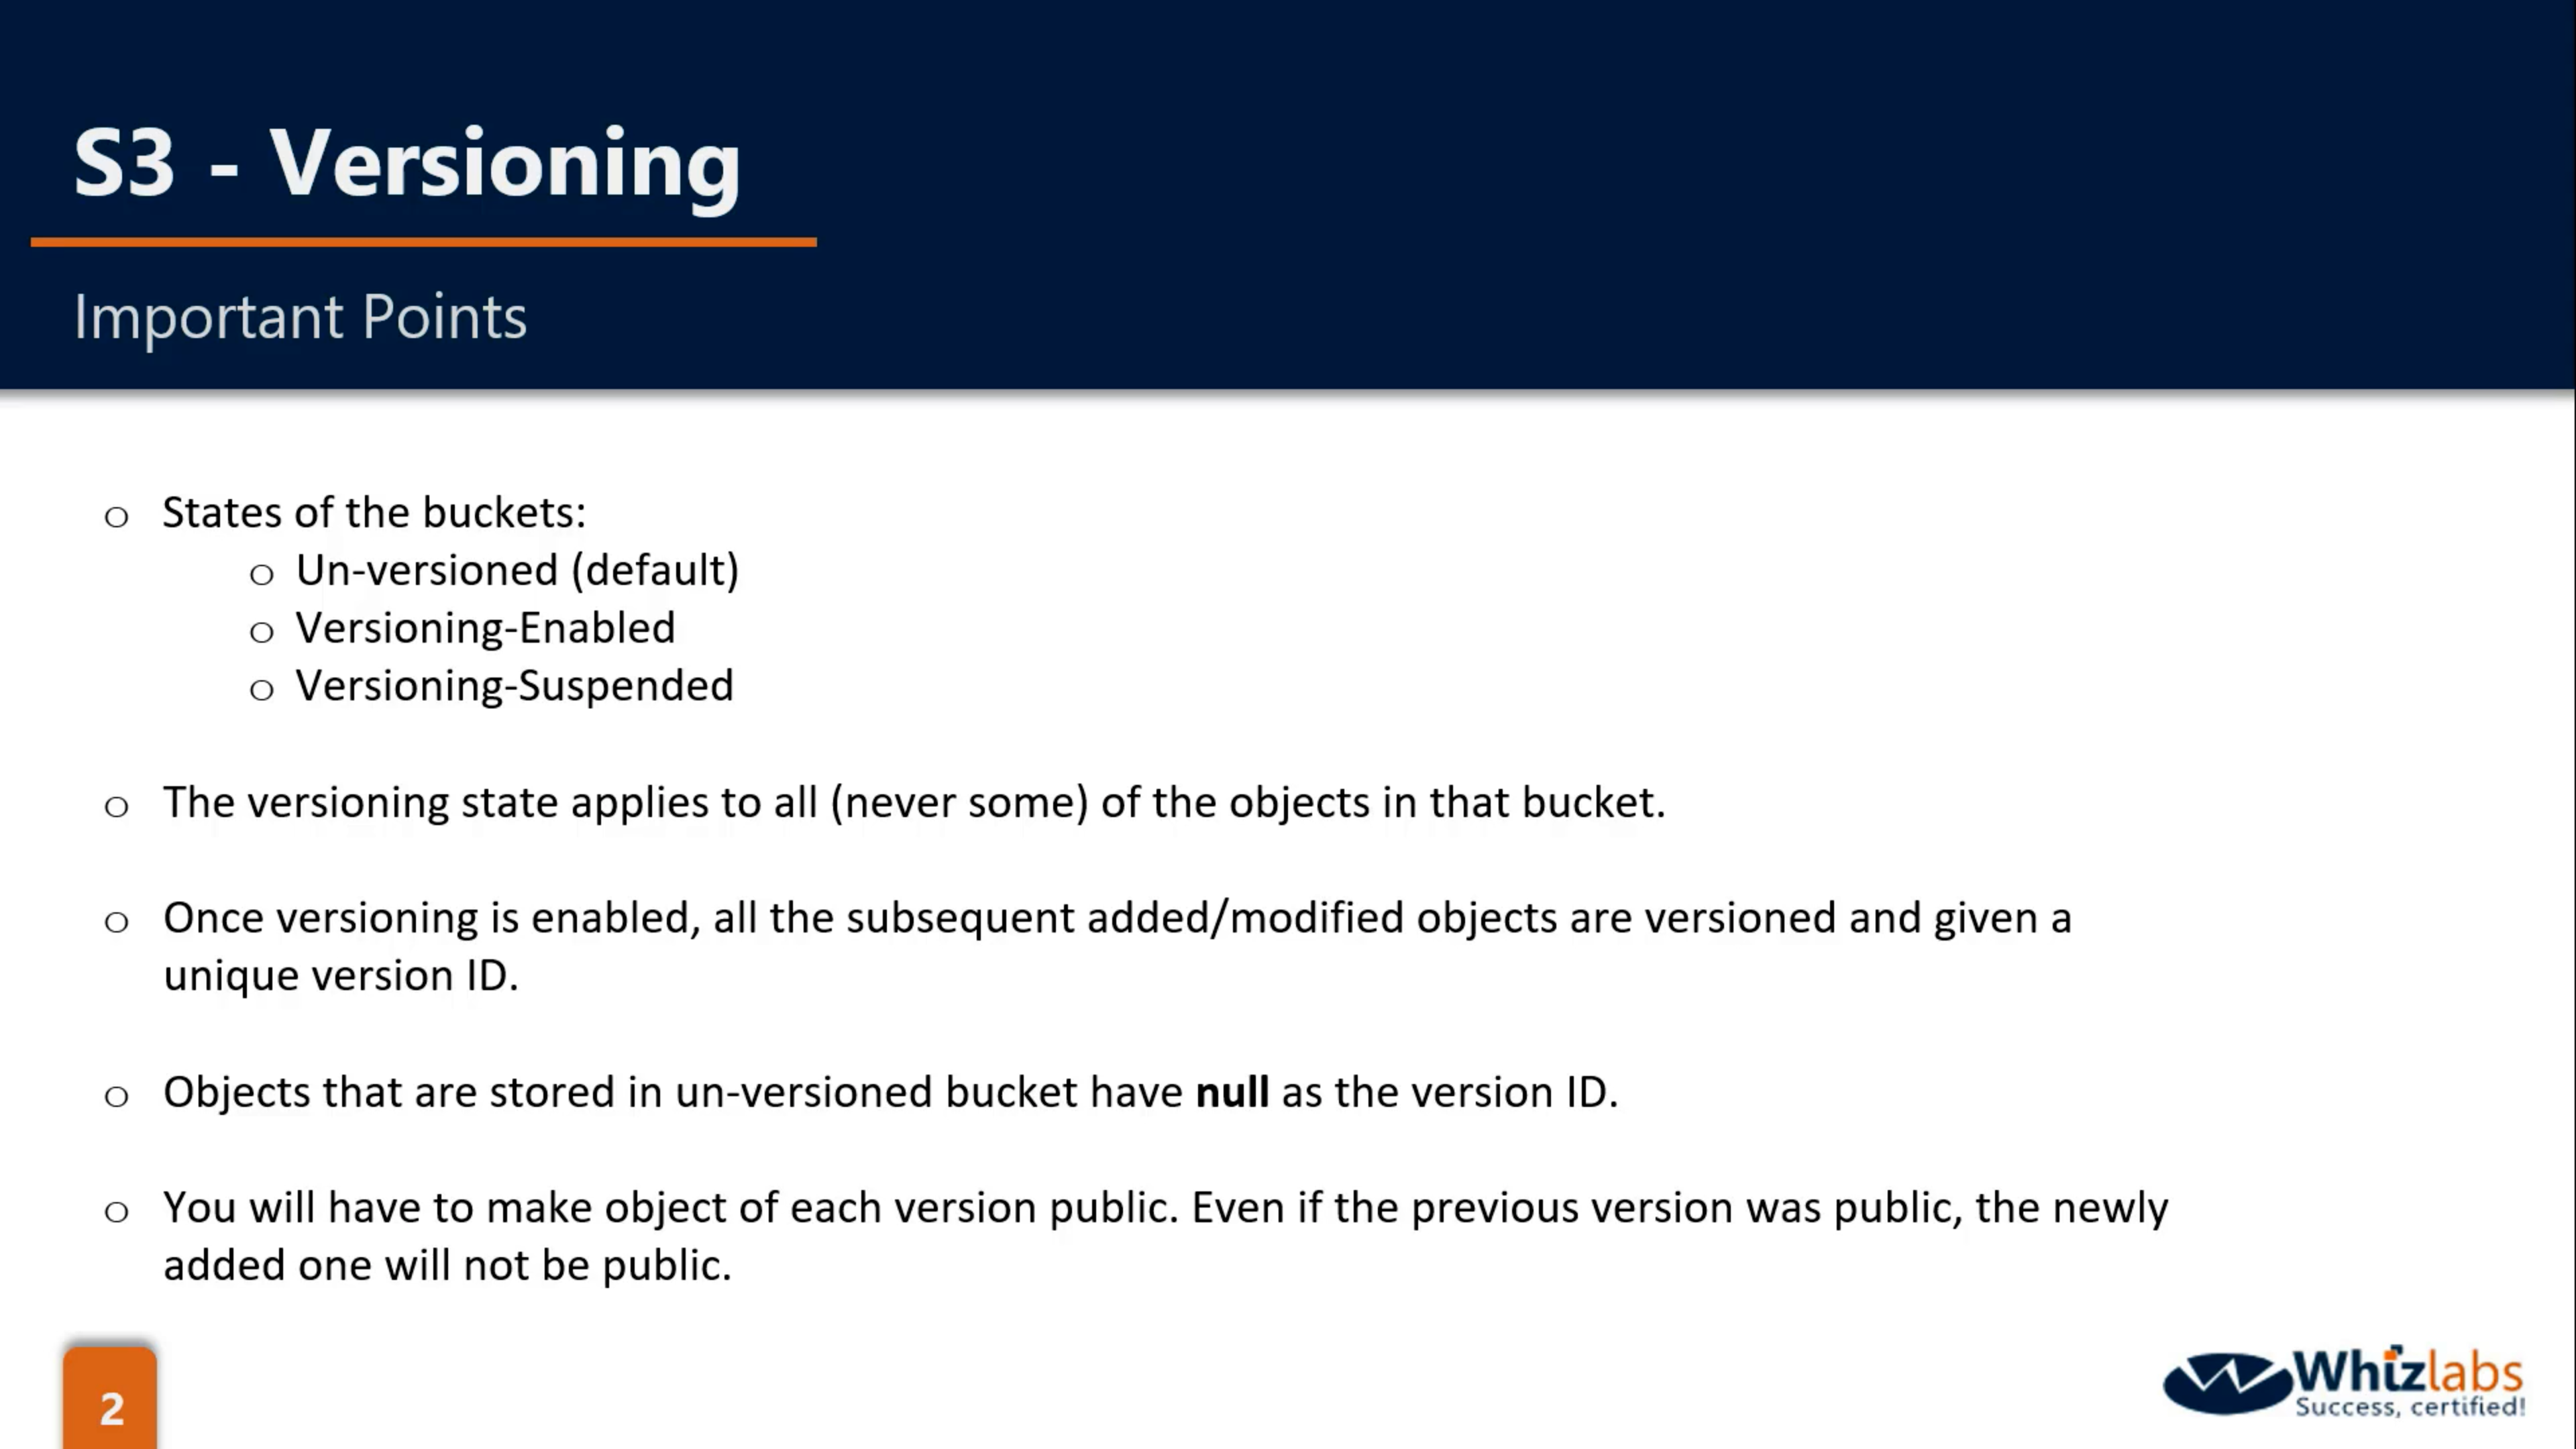 S3 - Versioning
Important Points
o States of the buckets:
o Un-versioned (default)
o Versioning-Enabled
o Versioning-Suspended
o The versioning state applies to all (never some) of the objects in that bucket.
o Once versioning is enabled, all the subsequent added/modified objects are versioned and given a
unique version ID.
o Objects that are stored in un-versioned bucket have null as the version ID.
o You will have to make object of each version public. Even if the previous version was public, the newly
added one will not be public.
2
Whizlabs
Success, certified!